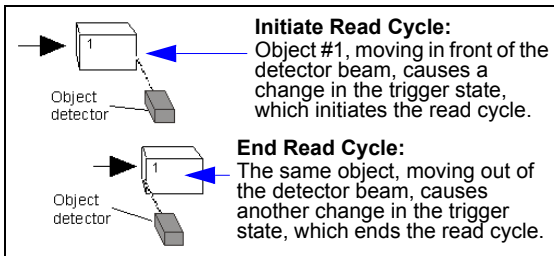 Initiate Read Cycle:
Object #1, moving in front of the
detector beam, causes a
change in the trigger state,
which initiates the read cycle.
1
Object
detector
End Read Cycle:
The same object, moving out of
the detector beam, causes
another change in the trigger
state, which ends the read cycle.
1
Object
detector